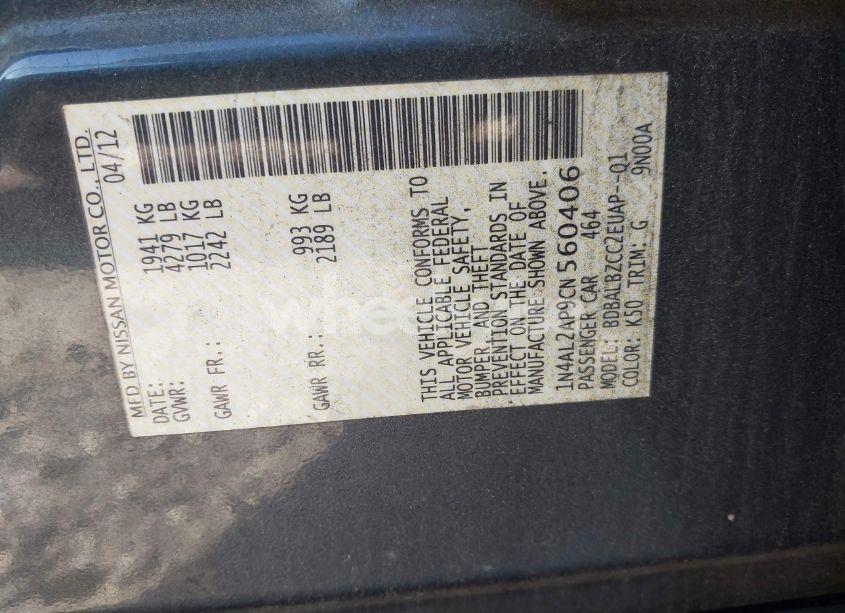 MFD BY NISSAN MOTOR CO., LTD.
DATE: 04/12
GVWR: 1941 KG
4279 LB
GAWR FR.: 1017 KG
2242 LB
GAWR RR.: 993 KG
2189 LB
THIS VEHICLE CONFORMS TO
ALL APPLICABLE FEDERAL
MOTOR VEHICLE SAFETY,
BUMPER, AND THEFT
PREVENTION STANDARDS IN
EFFECT ON THE DATE OF
MANUFACTURE SHOWN ABOVE.
1N4AL2AP9CN560406
PASSENGER CAR 464
MODEL: BDBALBZCC2EUAP--Q1
COLOR: K50 TRIM: G 9N00A